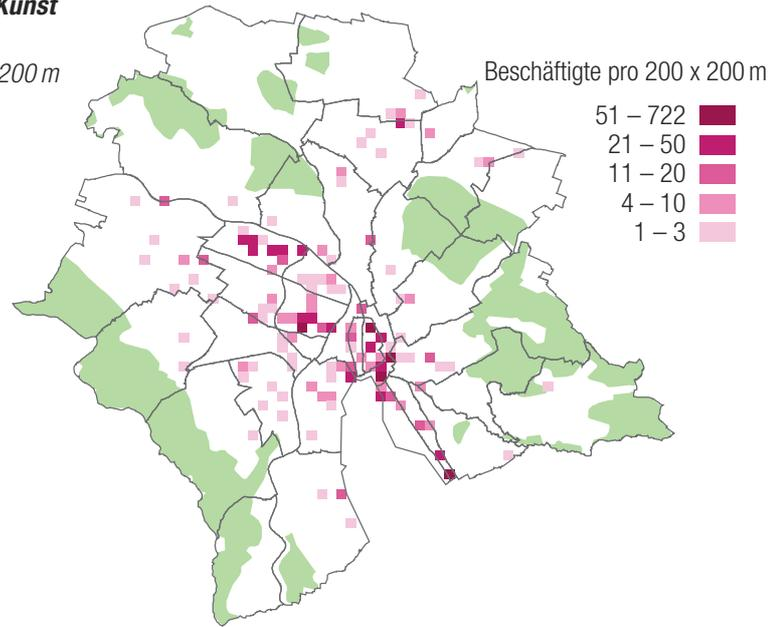 Kunst
200 m
Beschäftigte pro 200 x 200 m
51 – 722
21 – 50
11 – 20
4 – 10
1 – 3